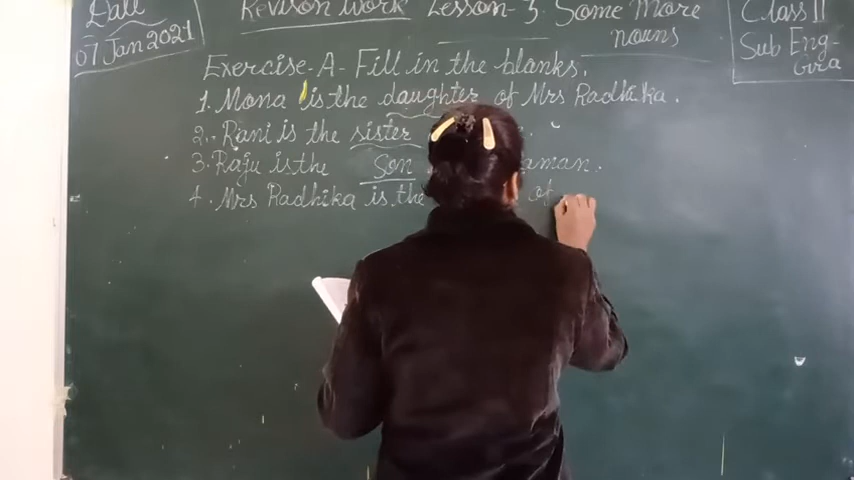 Date
07 Jan 2021
Revison Work Lesson-3. Some More
nouns
Class II
Sub Eng-
Exercise-A-Fill in the blanks.
1. Mona is the daughter of Mrs Radhika.
2. Rani is the sister
3. Raju is the Son
4. Mrs Radhika is the of